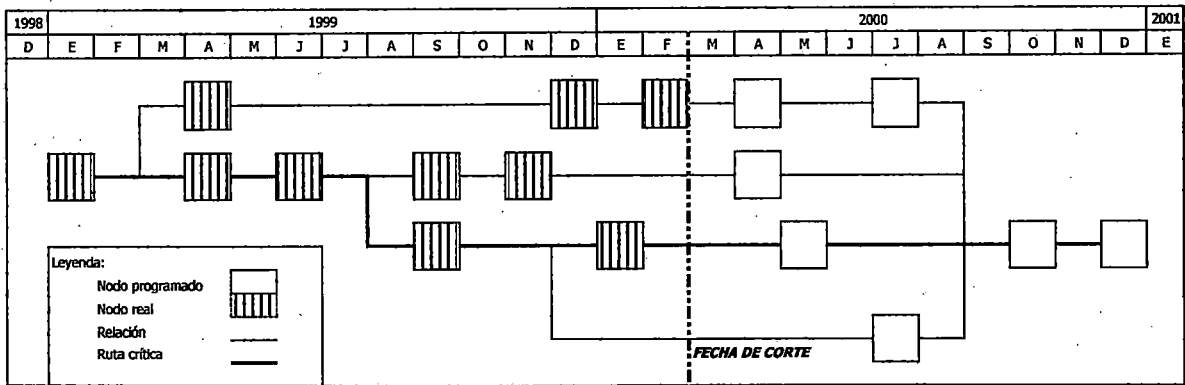 1998 1999 2000 2001
D E F M A M J J A S O N D E F M A M J J A S O N D E
Leyenda:
Nodo programado
Nodo real
Relación
Ruta crítica
FECHA DE CORTE